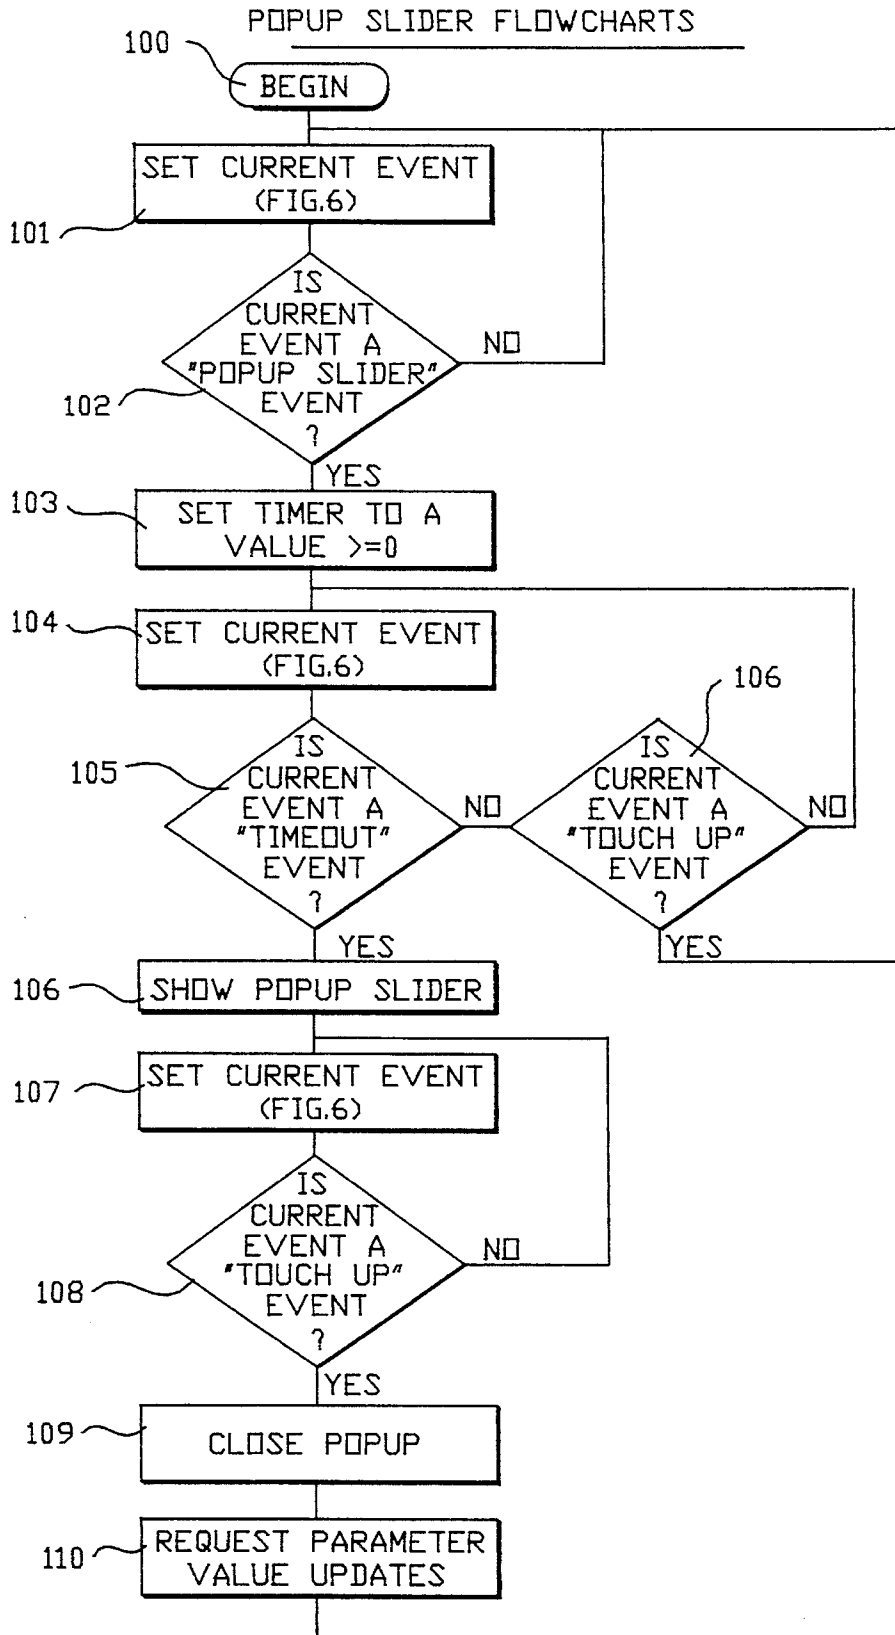 POPUP SLIDER FLOWCHARTS
100
BEGIN
SET CURRENT EVENT
(FIG.6)
101
IS
CURRENT
EVENT A
"POPUP SLIDER"
EVENT
?
NO
102
YES
103
SET TIMER TO A
VALUE >=0
104
SET CURRENT EVENT
(FIG.6)
105
IS
CURRENT
EVENT A
"TIMEOUT"
EVENT
?
NO
106
IS
CURRENT
EVENT A
"TOUCH UP"
EVENT
?
NO
YES
YES
106
SHOW POPUP SLIDER
107
SET CURRENT EVENT
(FIG.6)
IS
CURRENT
EVENT A
"TOUCH UP"
EVENT
?
NO
108
YES
109
CLOSE POPUP
110
REQUEST PARAMETER
VALUE UPDATES